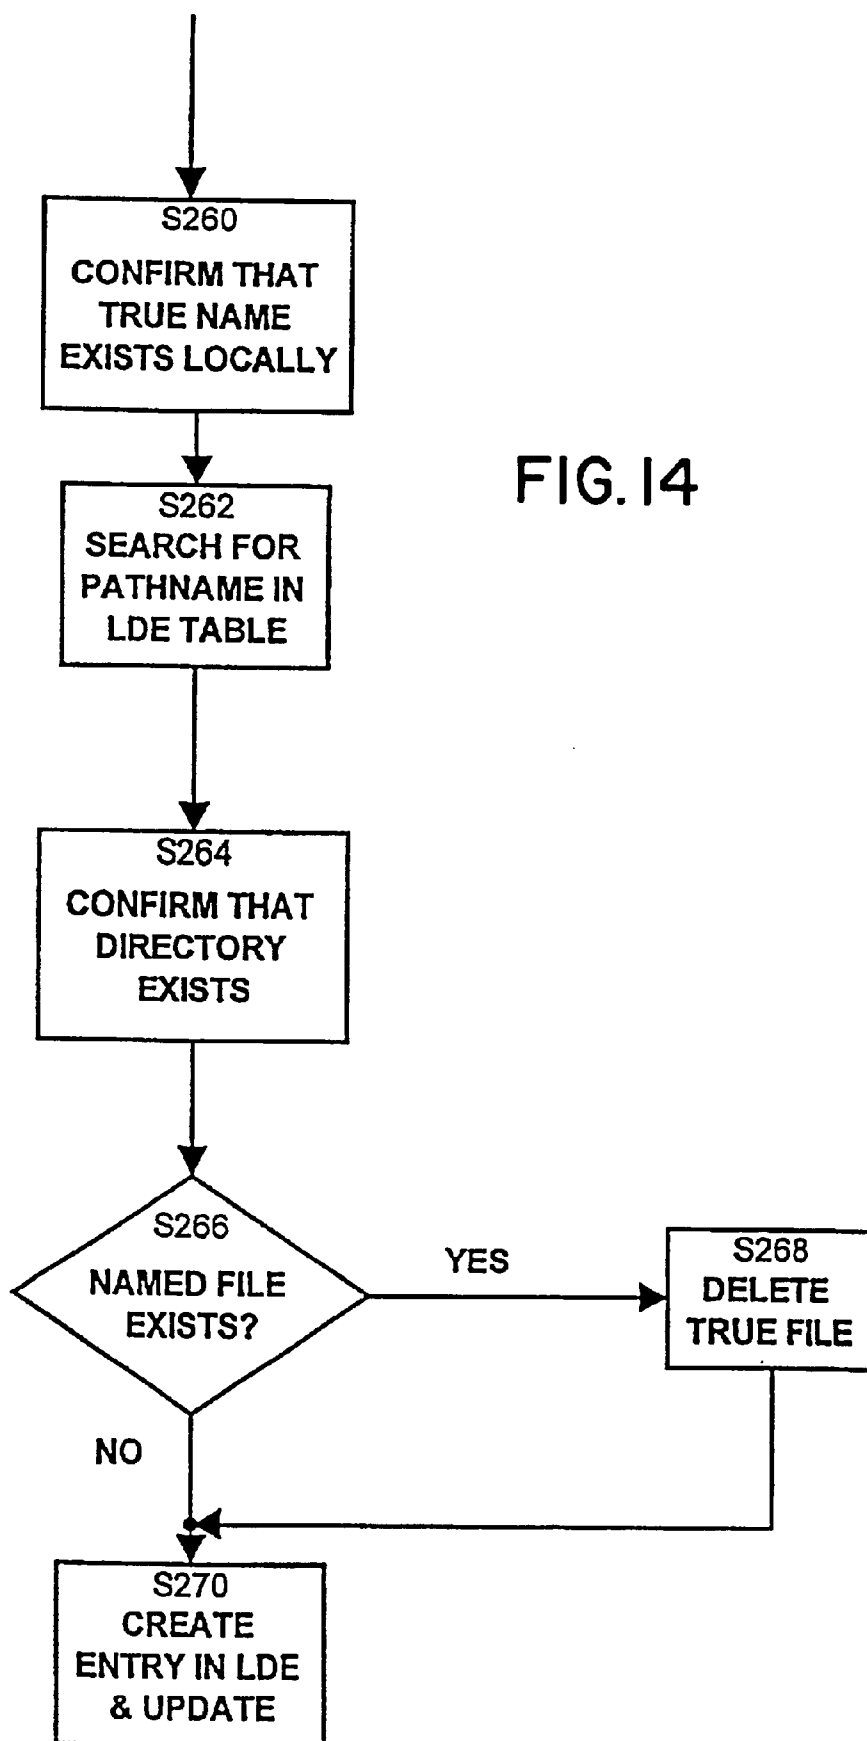 S260
CONFIRM THAT
TRUE NAME
EXISTS LOCALLY
S262
SEARCH FOR
PATHNAME IN
LDE TABLE
FIG. 14
S264
CONFIRM THAT
DIRECTORY
EXISTS
S266
NAMED FILE
EXISTS?
YES
S268
DELETE
TRUE FILE
NO
S270
CREATE
ENTRY IN LDE
& UPDATE